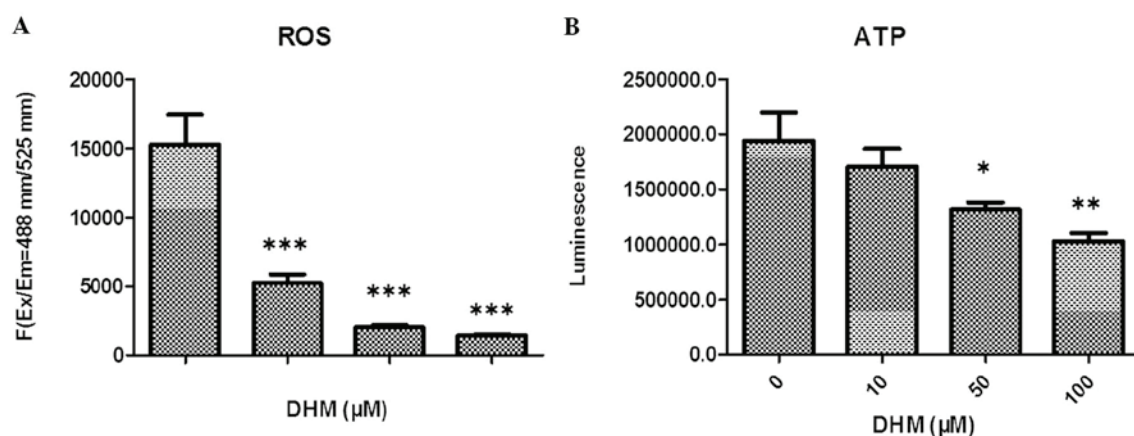 A
ROS
F(Ex/Em=488 mm/525 mm)
20000
15000
10000
5000
0
***
***
***
DHM (µM)
B
ATP
Luminescence
2500000.0
2000000.0
1500000.0
1000000.0
500000.0
0.0
*
**
0
10
50
100
DHM (µM)